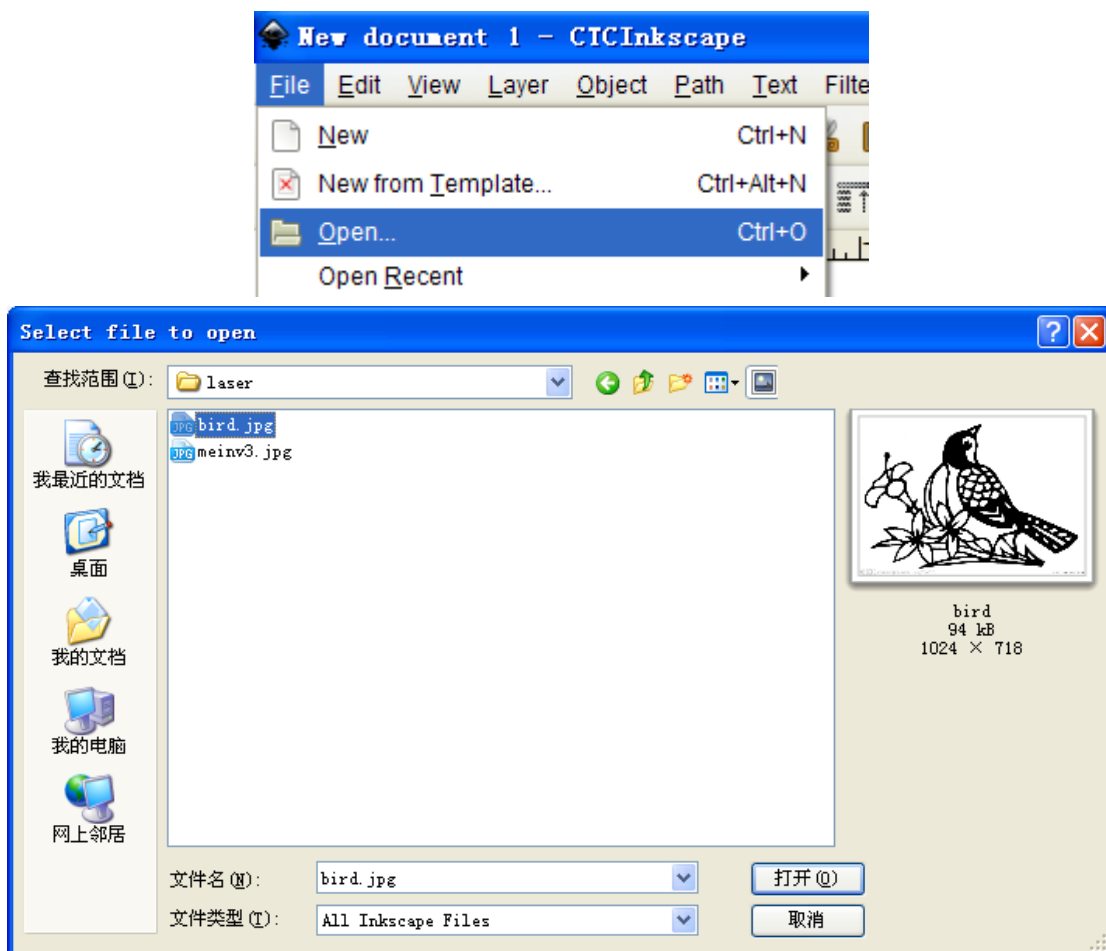 New document 1 - CTCInkscape
File Edit View Layer Object Path Text Filte
New Ctrl+N
New from Template... Ctrl+Alt+N
Open... Ctrl+O
Open Recent
Select file to open
查找范围(I): laser
JPG bird.jpg
JPG meinv3.jpg
我最近的文档
桌面
我的文档
我的电脑
网上邻居
bird
94 kB
1024 × 718
文件名(N): bird.jpg 打开(O)
文件类型(T): All Inkscape Files 取消